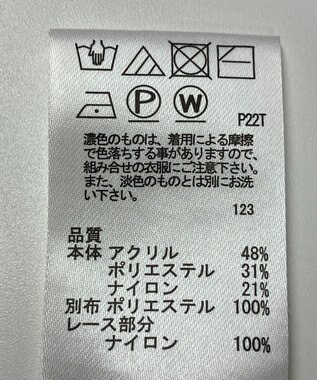 P W
P22T
濃色のものは、着用による摩擦
で色落ちする事がありますので、
組み合せの衣服にご注意下さい。
また、淡色のものとは別にお洗
い下さい。
123
品質
本体 アクリル 48%
ポリエステル 31%
ナイロン 21%
別布 ポリエステル 100%
レース部分
ナイロン 100%